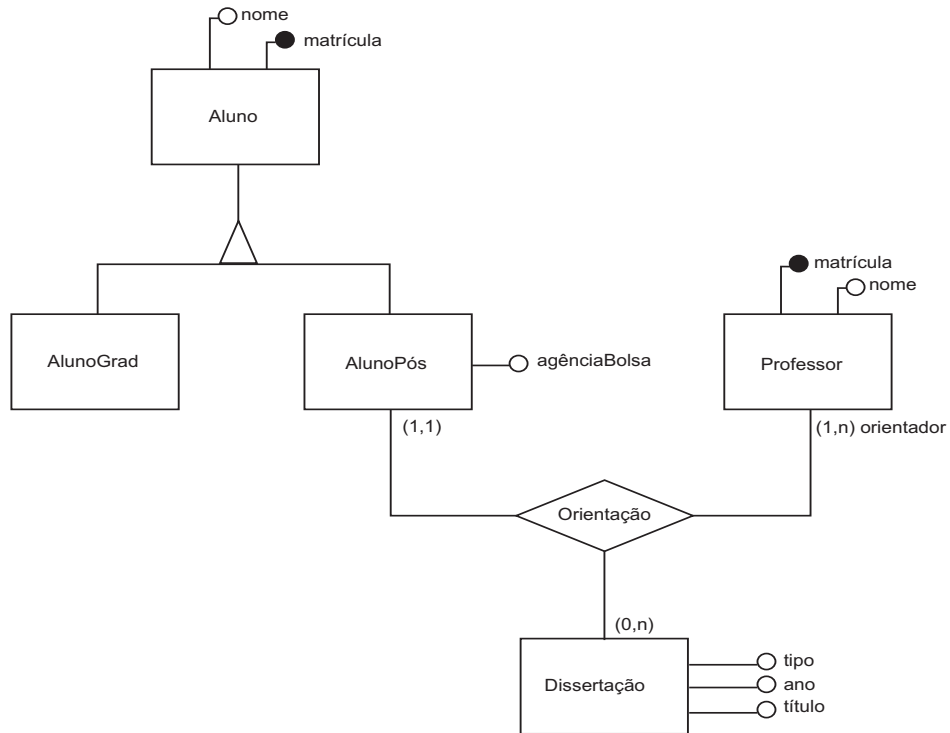 nome
matrícula
Aluno
matrícula
nome
AlunoGrad
AlunoPós
agênciaBolsa
Professor
(1,1)
(1,n) orientador
Orientação
(0,n)
Dissertação
tipo
ano
título